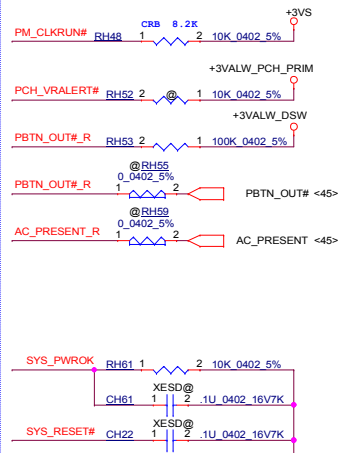 +3VS
CRB 8.2K
PM_CLKRUN# RH48 1 2 10K_0402_5%
+3VALW_PCH_PRIM
PCH_VRALERT# RH52 2 @ 1 10K_0402_5%
+3VALW_DSW
PBTN_OUT#_R RH53 2 1 100K_0402_5%
@RH55
0_0402_5%
PBTN_OUT#_R 1 2 PBTN_OUT# <45>
@RH59
0_0402_5%
AC_PRESENT_R 1 2 AC_PRESENT <45>
SYS_PWROK RH61 1 2 10K_0402_5%
XESD@
CH61 1 2 .1U_0402_16V7K
XESD@
SYS_RESET# CH22 1 2 .1U_0402_16V7K